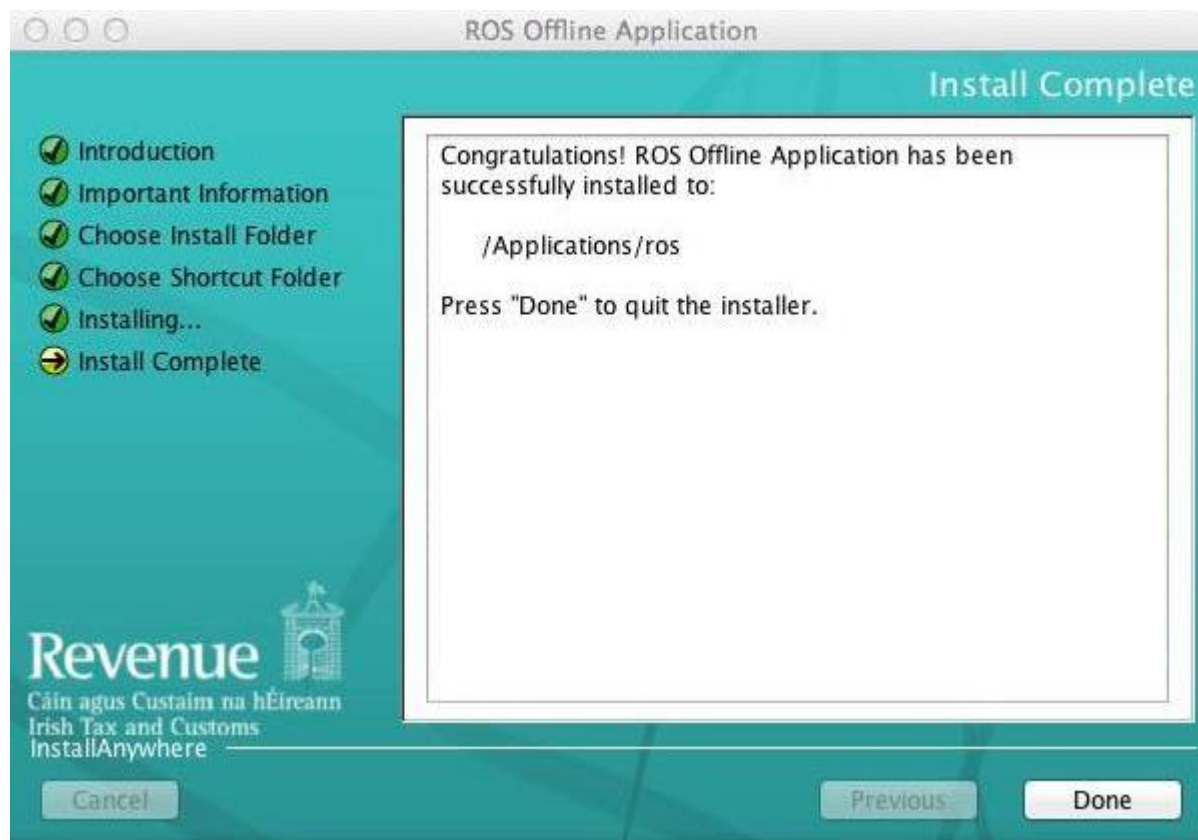 ROS Offline Application
Install Complete
Introduction
Important Information
Choose Install Folder
Choose Shortcut Folder
Installing...
Install Complete
Congratulations! ROS Offline Application has been
successfully installed to:
/Applications/ros
Press "Done" to quit the installer.
Revenue
Cáin agus Custaim na hÉireann
Irish Tax and Customs
InstallAnywhere
Cancel
Previous
Done